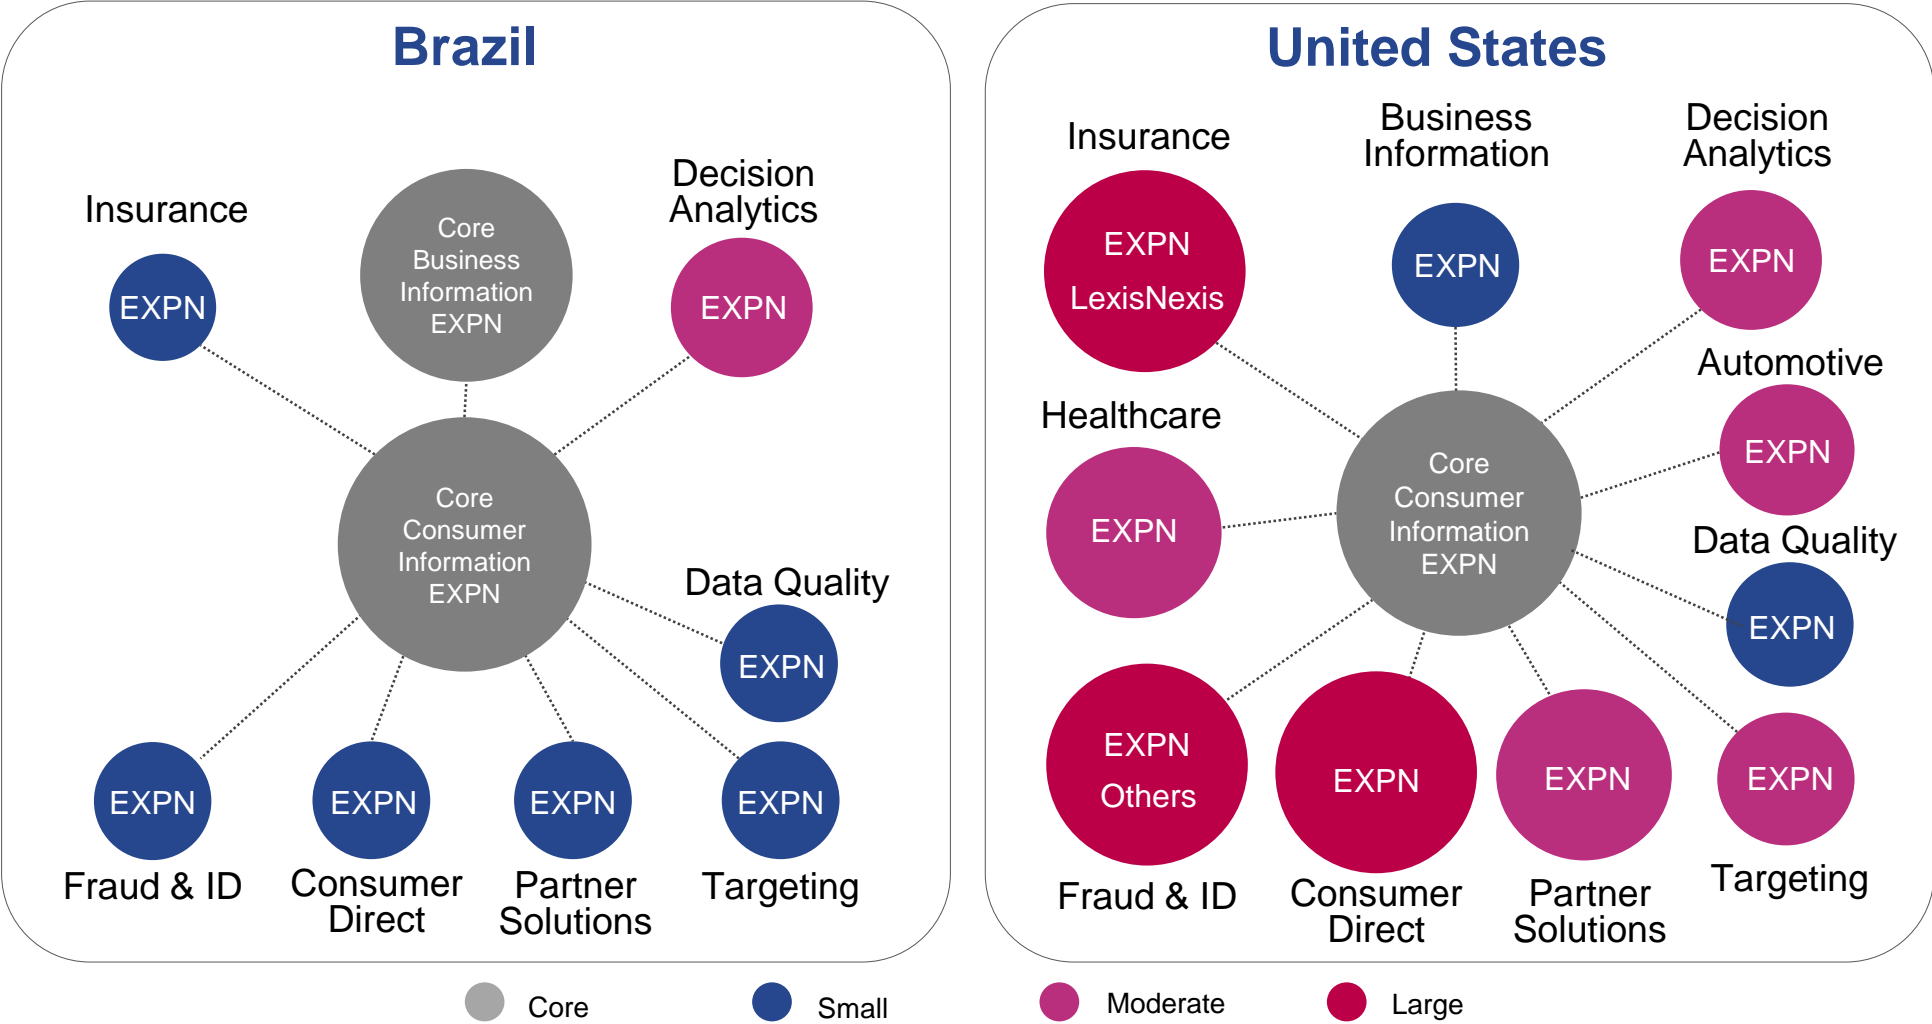 Brazil
Insurance
EXPN
Core
Business
Information
EXPN
Decision
Analytics
EXPN
Core
Consumer
Information
EXPN
Data Quality
EXPN
EXPN
Fraud & ID
EXPN
Consumer
Direct
EXPN
Partner
Solutions
EXPN
Targeting
United States
Insurance
EXPN
LexisNexis
Business
Information
EXPN
Decision
Analytics
EXPN
Automotive
EXPN
Healthcare
EXPN
Core
Consumer
Information
EXPN
Data Quality
EXPN
EXPN
Others
Fraud & ID
EXPN
Consumer
Direct
EXPN
Partner
Solutions
EXPN
Targeting
Core
Small
Moderate
Large